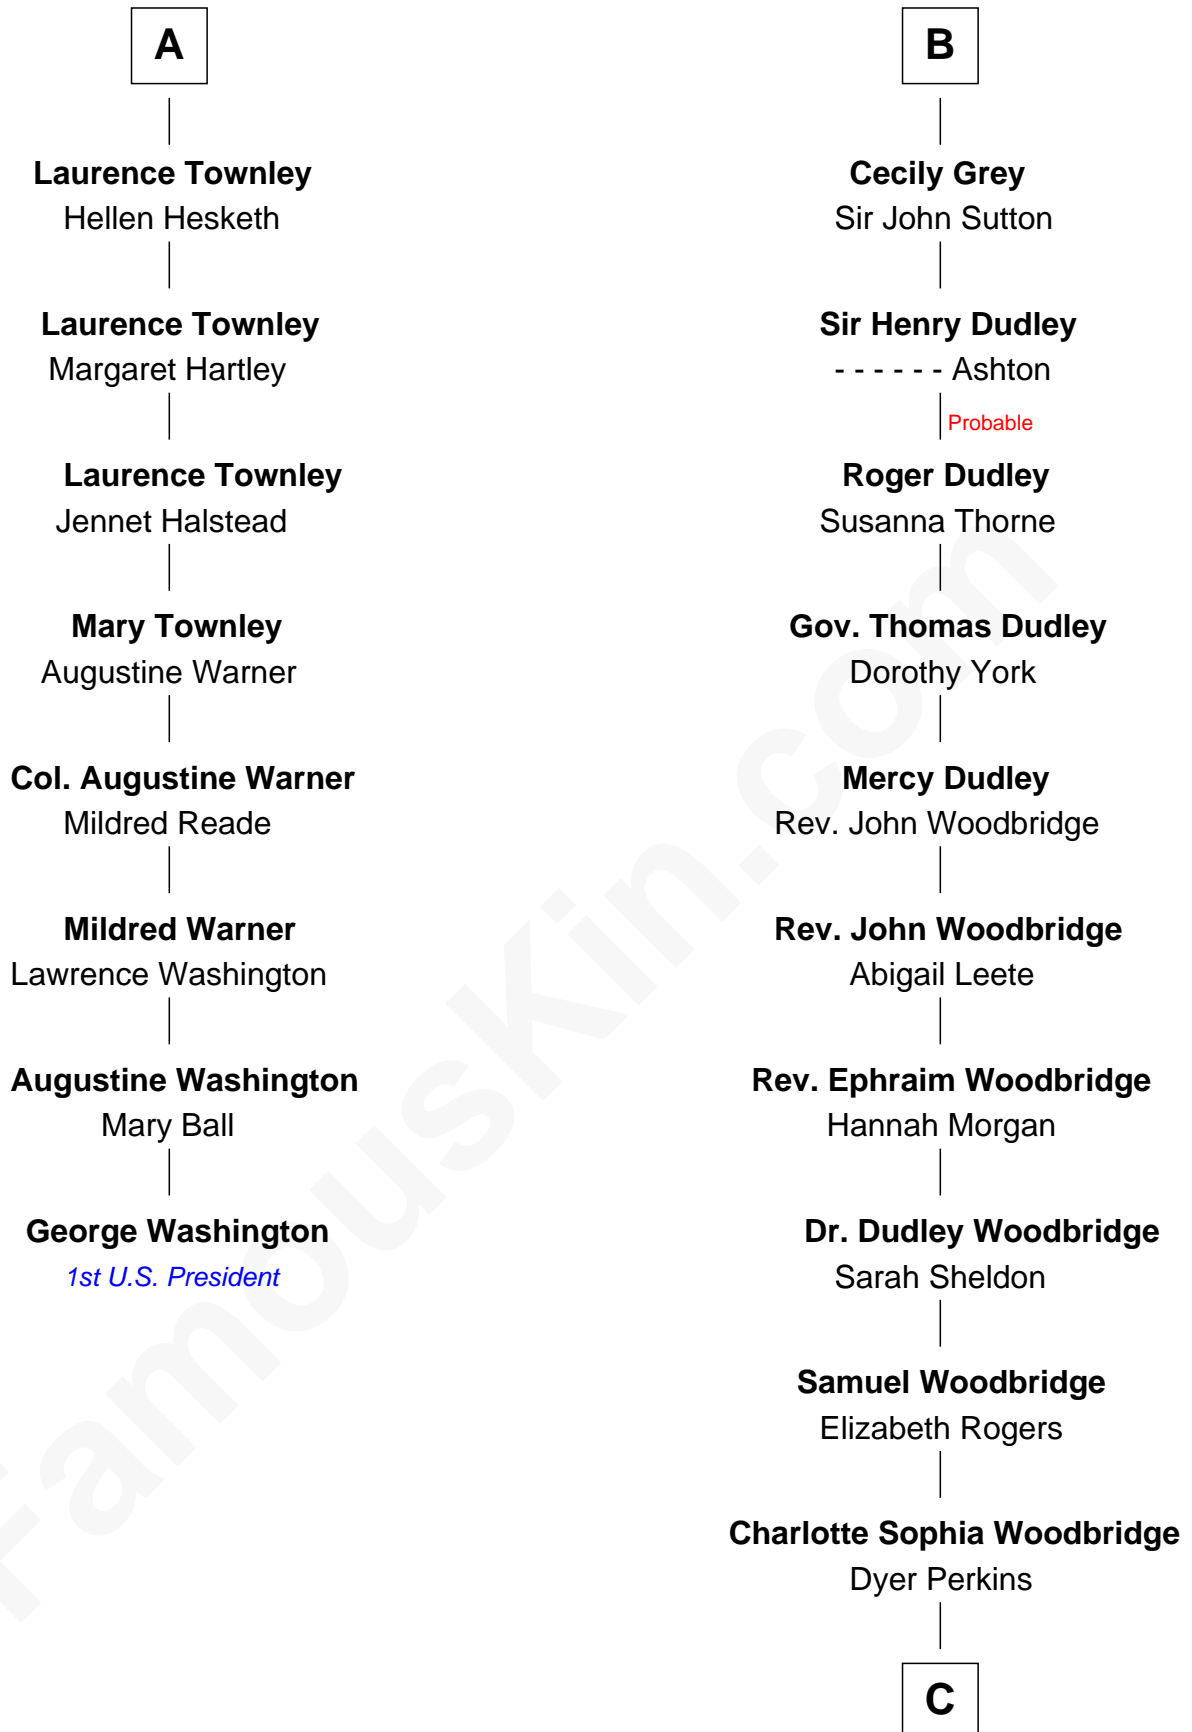 A
Laurence Townley
Hellen Hesketh
Laurence Townley
Margaret Hartley
Laurence Townley
Jennet Halstead
Mary Townley
Augustine Warner
Col. Augustine Warner
Mildred Reade
Mildred Warner
Lawrence Washington
Augustine Washington
Mary Ball
George Washington
1st U.S. President
B
Cecily Grey
Sir John Sutton
Sir Henry Dudley
- - - - - - Ashton
Probable
Roger Dudley
Susanna Thorne
Gov. Thomas Dudley
Dorothy York
Mercy Dudley
Rev. John Woodbridge
Rev. John Woodbridge
Abigail Leete
Rev. Ephraim Woodbridge
Hannah Morgan
Dr. Dudley Woodbridge
Sarah Sheldon
Samuel Woodbridge
Elizabeth Rogers
Charlotte Sophia Woodbridge
Dyer Perkins
C
FamousKin.com